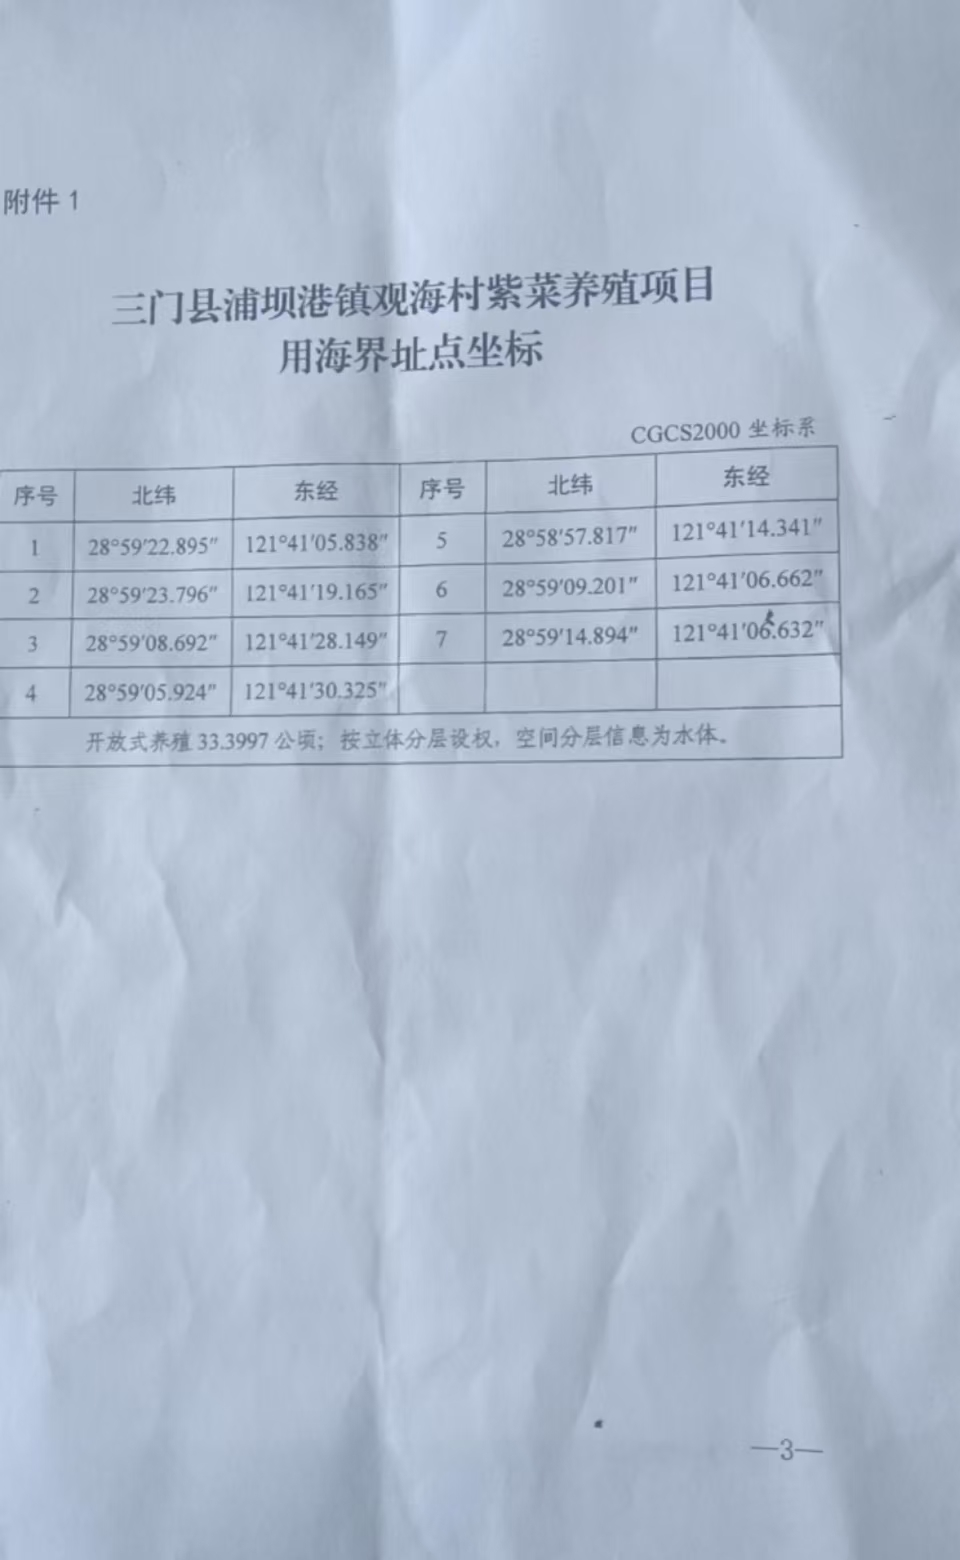 附件 1
三门县浦坝港镇观海村紫菜养殖项目
用海界址点坐标
CGCS2000 坐标系
序号 北纬 东经 序号 北纬 东经
1 28°59′22.895″ 121°41′05.838″ 5 28°58′57.817″ 121°41′14.341″
2 28°59′23.796″ 121°41′19.165″ 6 28°59′09.201″ 121°41′06.662″
3 28°59′08.692″ 121°41′28.149″ 7 28°59′14.894″ 121°41′06.632″
4 28°59′05.924″ 121°41′30.325″
开放式养殖 33.3997 公顷；按立体分层设权，空间分层信息为水体。
—3—